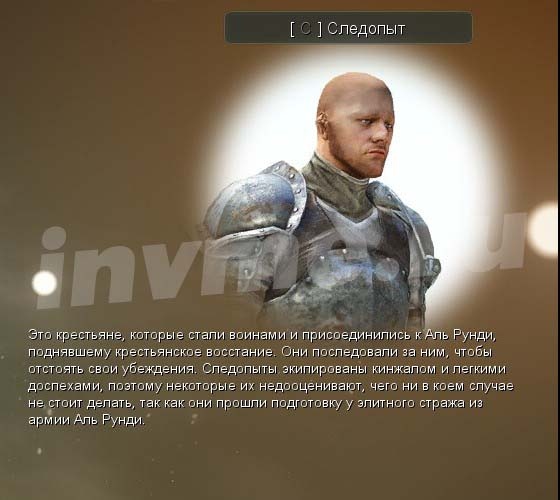 [ C ] Следопыт
invme.ru
Это крестьяне, которые стали воинами и присоединились к Аль Рунди,
поднявшему крестьянское восстание. Они последовали за ним, чтобы
отстоять свои убеждения. Следопыты экипированы кинжалом и легкими
доспехами, поэтому некоторые их недооценивают, чего ни в коем случае
не стоит делать, так как они прошли подготовку у элитного стража из
армии Аль Рунди.